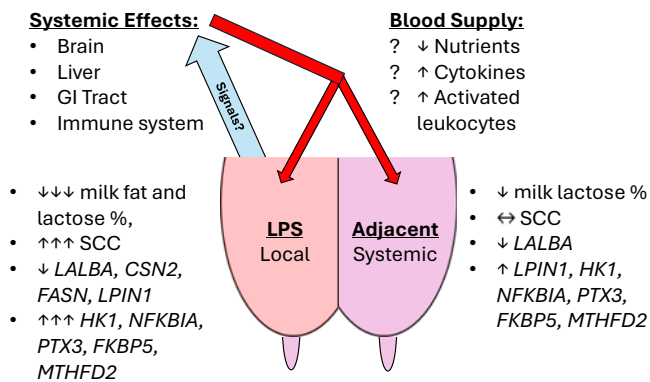 Systemic Effects:
• Brain
• Liver
• GI Tract
• Immune system
Blood Supply:
? ↓ Nutrients
? ↑ Cytokines
? ↑ Activated
leukocytes
Signals?
• ↓↓↓ milk fat and
lactose %,
• ↑↑↑ SCC
• ↓ LALBA, CSN2,
FASN, LPIN1
• ↑↑↑ HK1, NFKBIA,
PTX3, FKBP5,
MTHFD2
LPS
Local
Adjacent
Systemic
• ↓ milk lactose %
• ↔ SCC
• ↓ LALBA
• ↑ LPIN1, HK1,
NFKBIA, PTX3,
FKBP5, MTHFD2